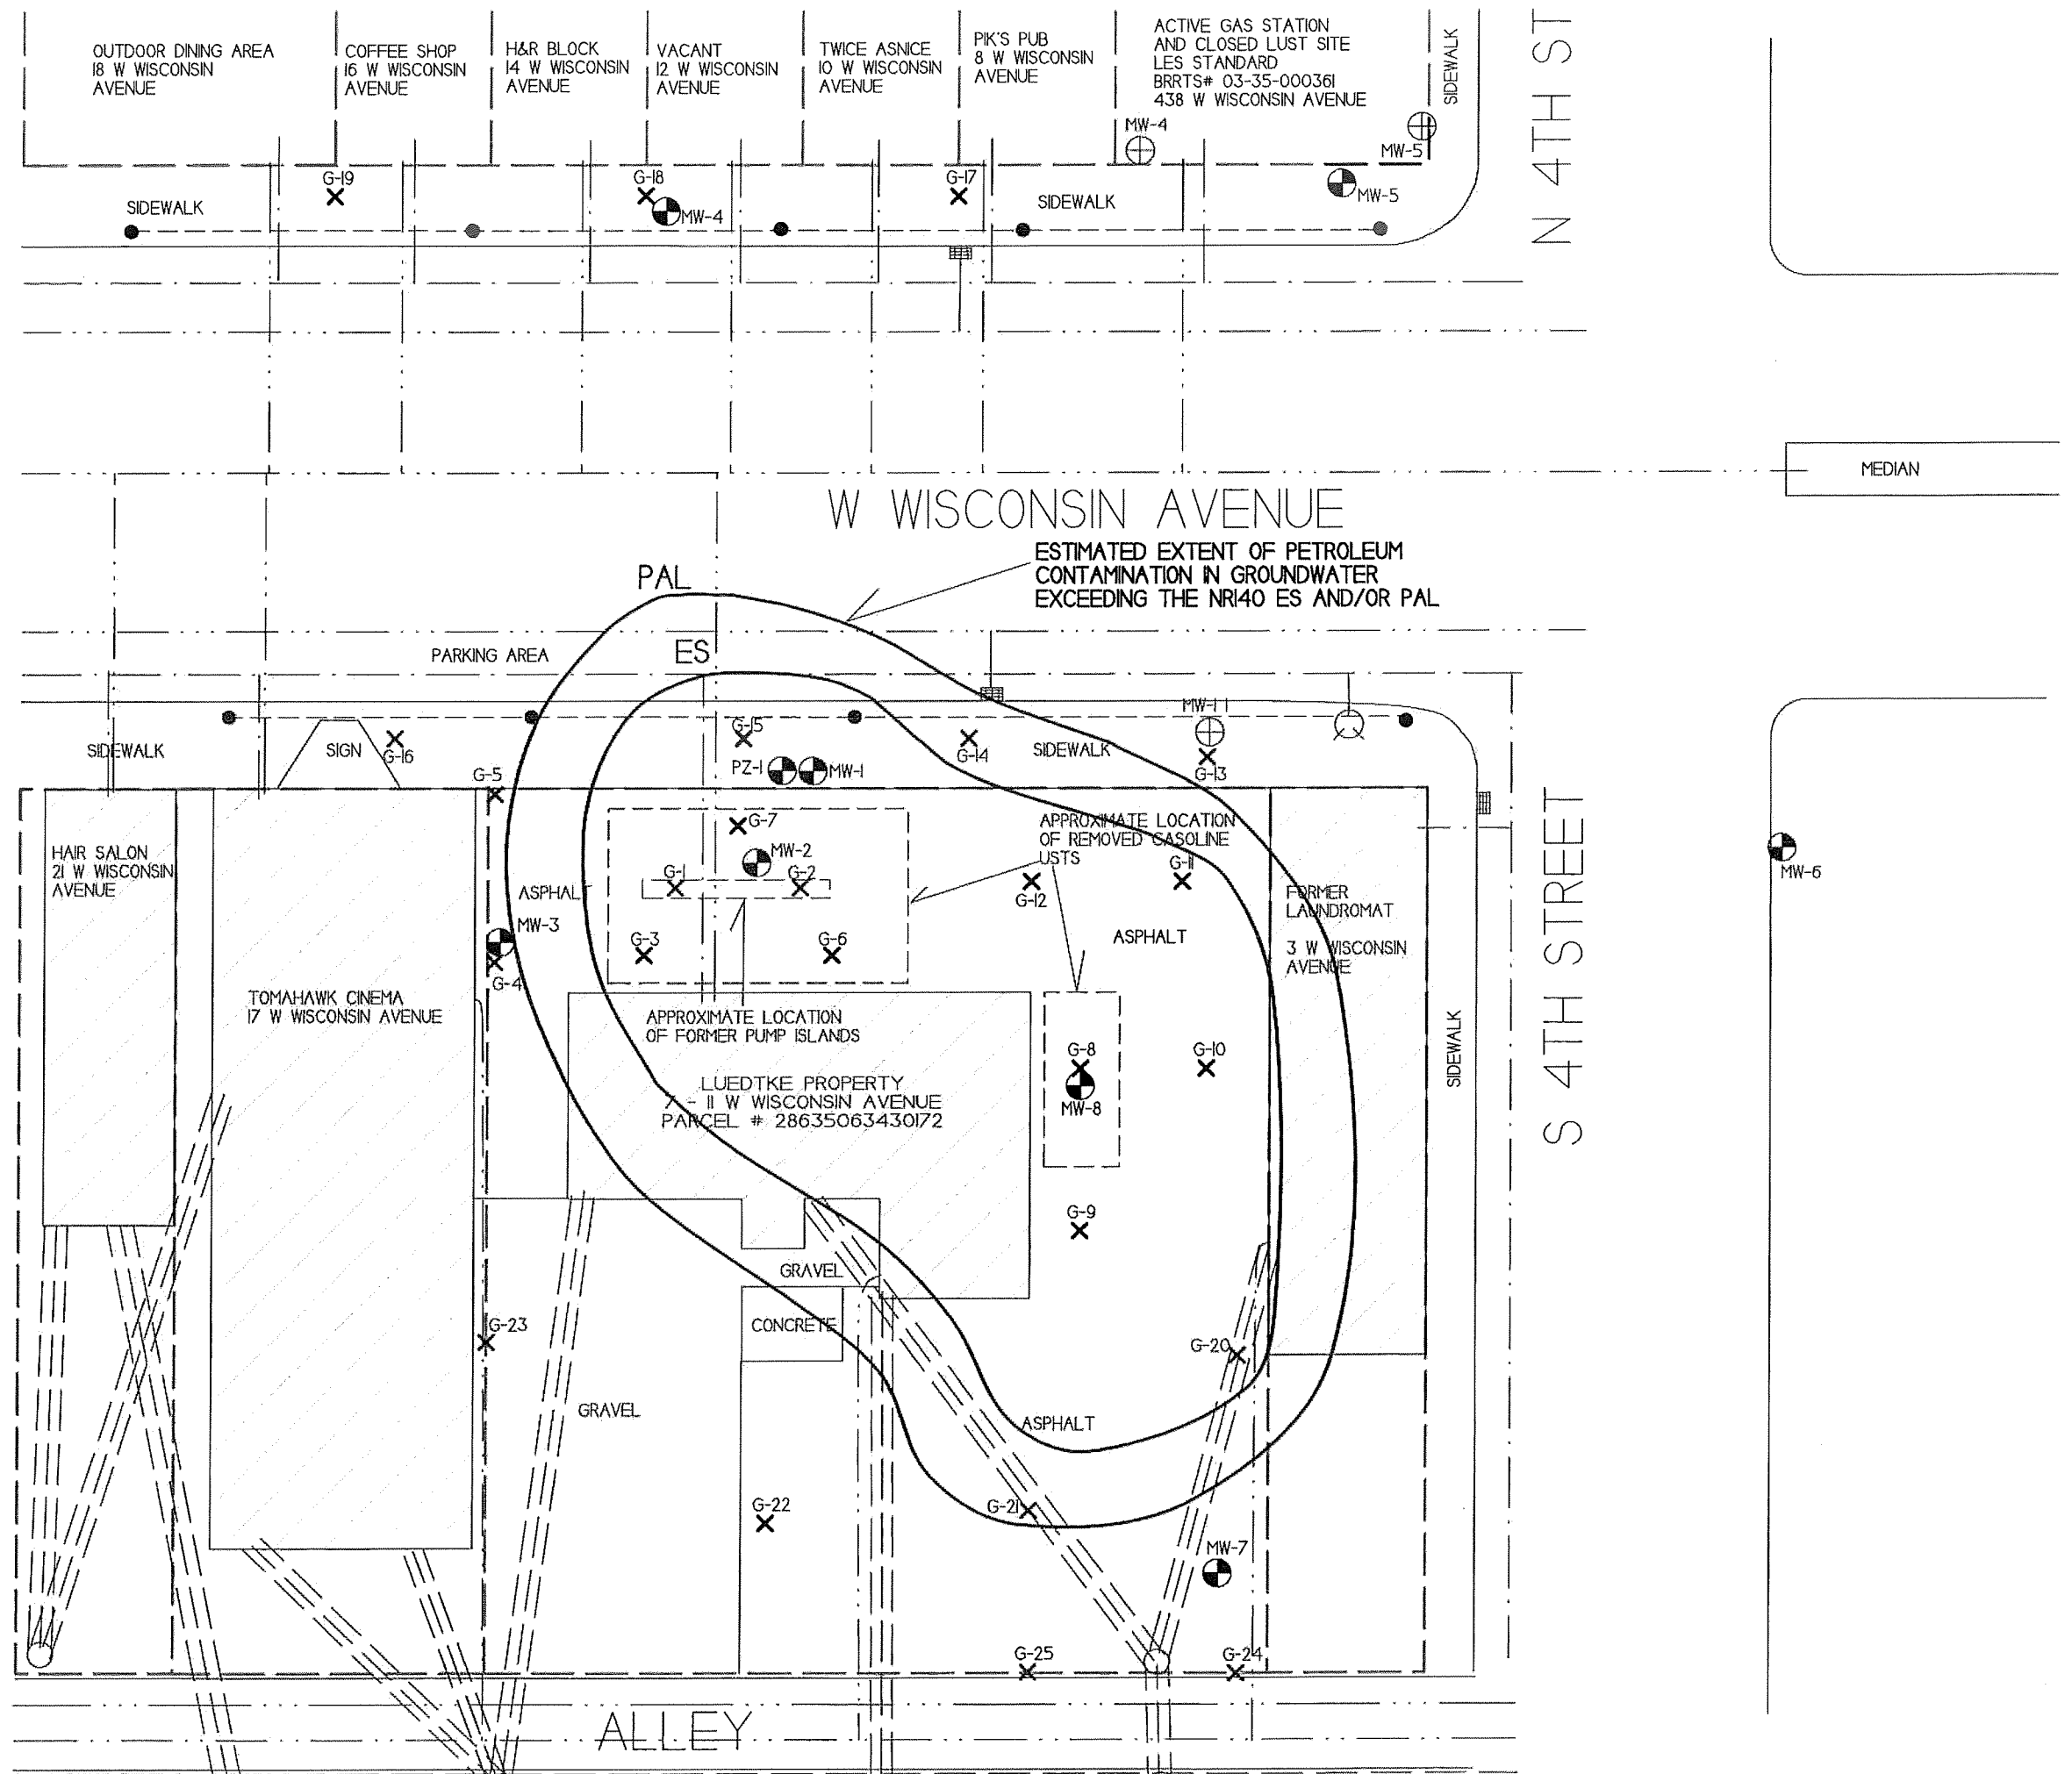 OUTDOOR DINING AREA
18 W WISCONSIN
AVENUE
COFFEE SHOP
16 W WISCONSIN
AVENUE
H&R BLOCK
14 W WISCONSIN
AVENUE
VACANT
12 W WISCONSIN
AVENUE
TWICE ASNICE
10 W WISCONSIN
AVENUE
PIK'S PUB
8 W WISCONSIN
AVENUE
ACTIVE GAS STATION
AND CLOSED LUST SITE
LES STANDARD
BRRTS# 03-35-000361
438 W WISCONSIN AVENUE
SIDEWALK
N 4TH ST
MW-4
MW-5
G-19
G-18
G-17
MW-4
MW-5
SIDEWALK
SIDEWALK
MEDIAN
W WISCONSIN AVENUE
ESTIMATED EXTENT OF PETROLEUM
CONTAMINATION IN GROUNDWATER
EXCEEDING THE NR140 ES AND/OR PAL
PAL
ES
PARKING AREA
SIDEWALK
SIGN
G-16
G-15
G-14
SIDEWALK
MW-11
G-13
G-5
PZ-1
MW-1
G-7
MW-2
G-1
G-2
APPROXIMATE LOCATION
OF REMOVED GASOLINE
USTS
G-11
G-12
HAIR SALON
21 W WISCONSIN
AVENUE
ASPHALT
MW-3
G-3
G-6
G-4
ASPHALT
FORMER
LAUNDROMAT
3 W WISCONSIN
AVENUE
MW-6
S 4TH STREET
SIDEWALK
TOMAHAWK CINEMA
17 W WISCONSIN AVENUE
APPROXIMATE LOCATION
OF FORMER PUMP ISLANDS
LUEDTKE PROPERTY
7 - 11 W WISCONSIN AVENUE
PARCEL # 28635063430172
G-8
MW-8
G-10
G-9
GRAVEL
CONCRETE
G-23
G-20
GRAVEL
ASPHALT
G-22
G-21
MW-7
G-25
G-24
ALLEY